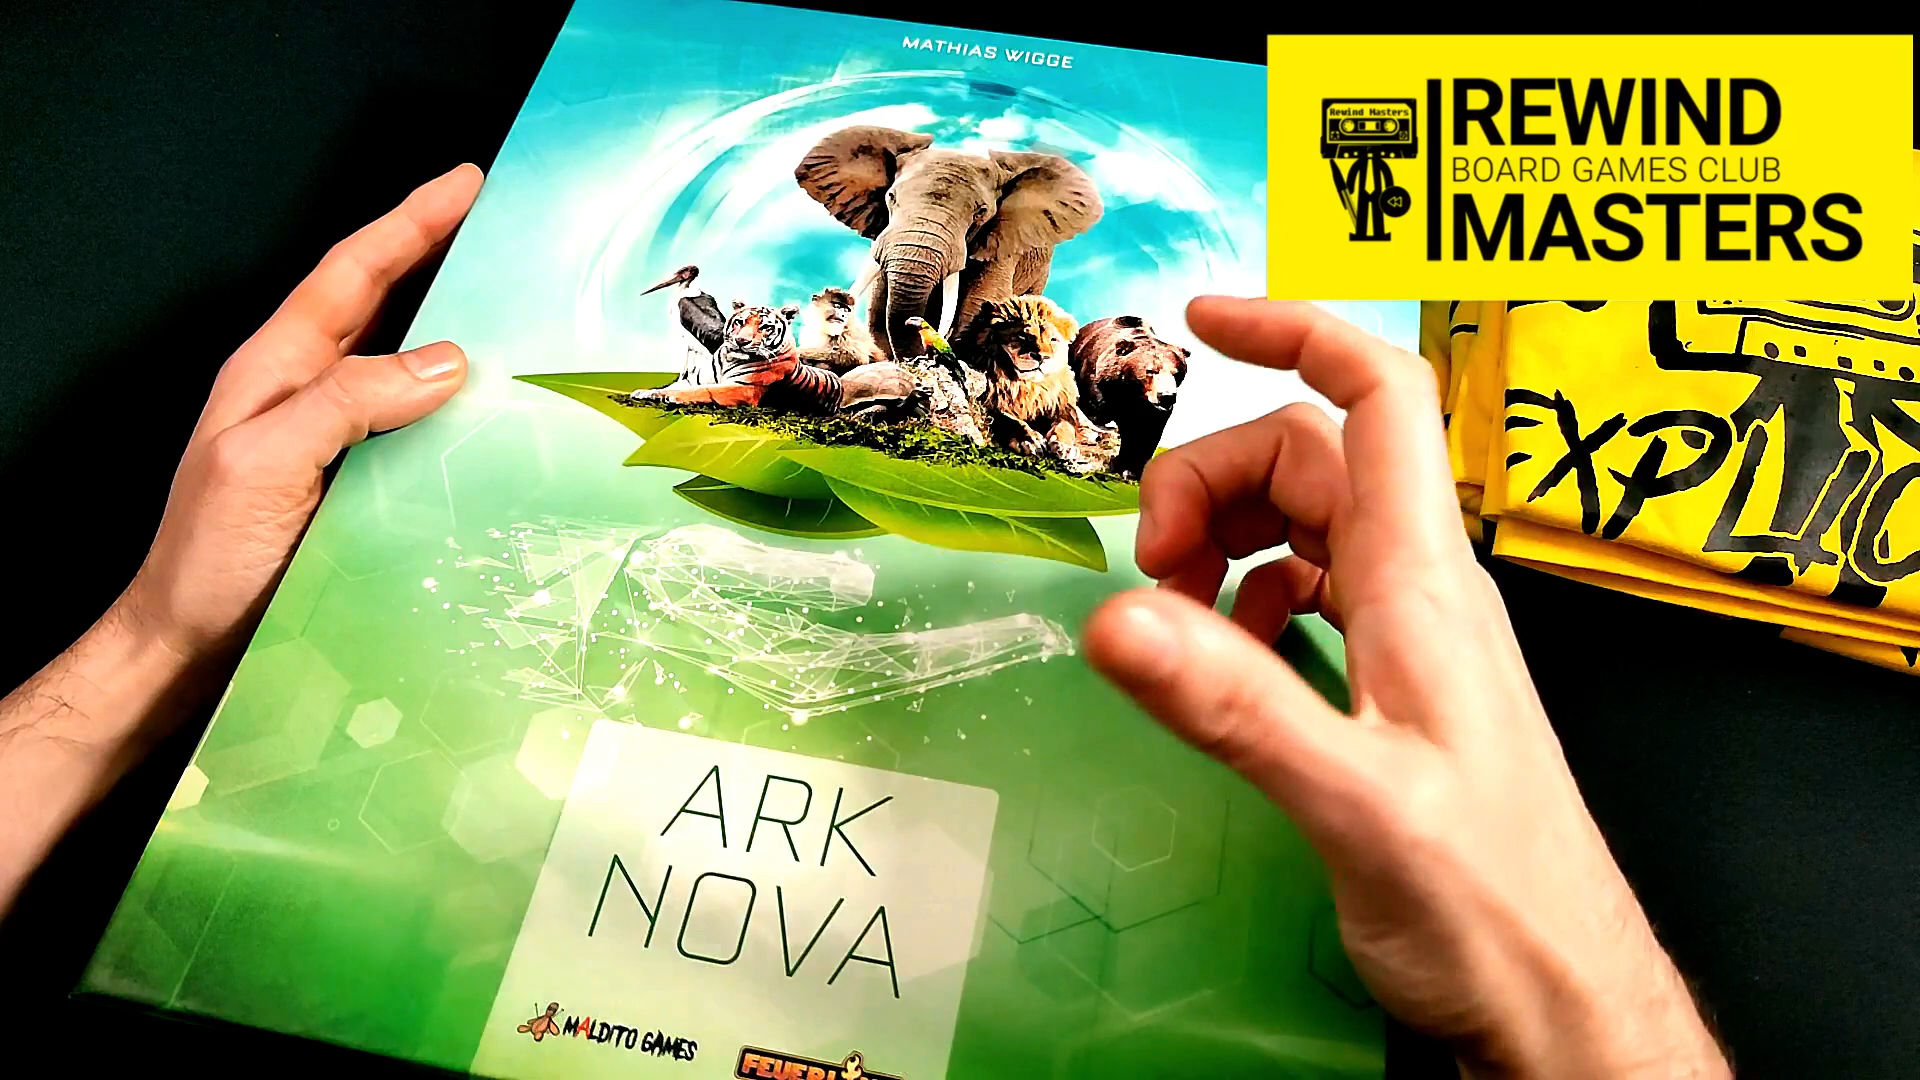 MATHIAS WIGGE
Rewind Masters
REWIND
BOARD GAMES CLUB
MASTERS
ARK
NOVA
MALDITO GAMES